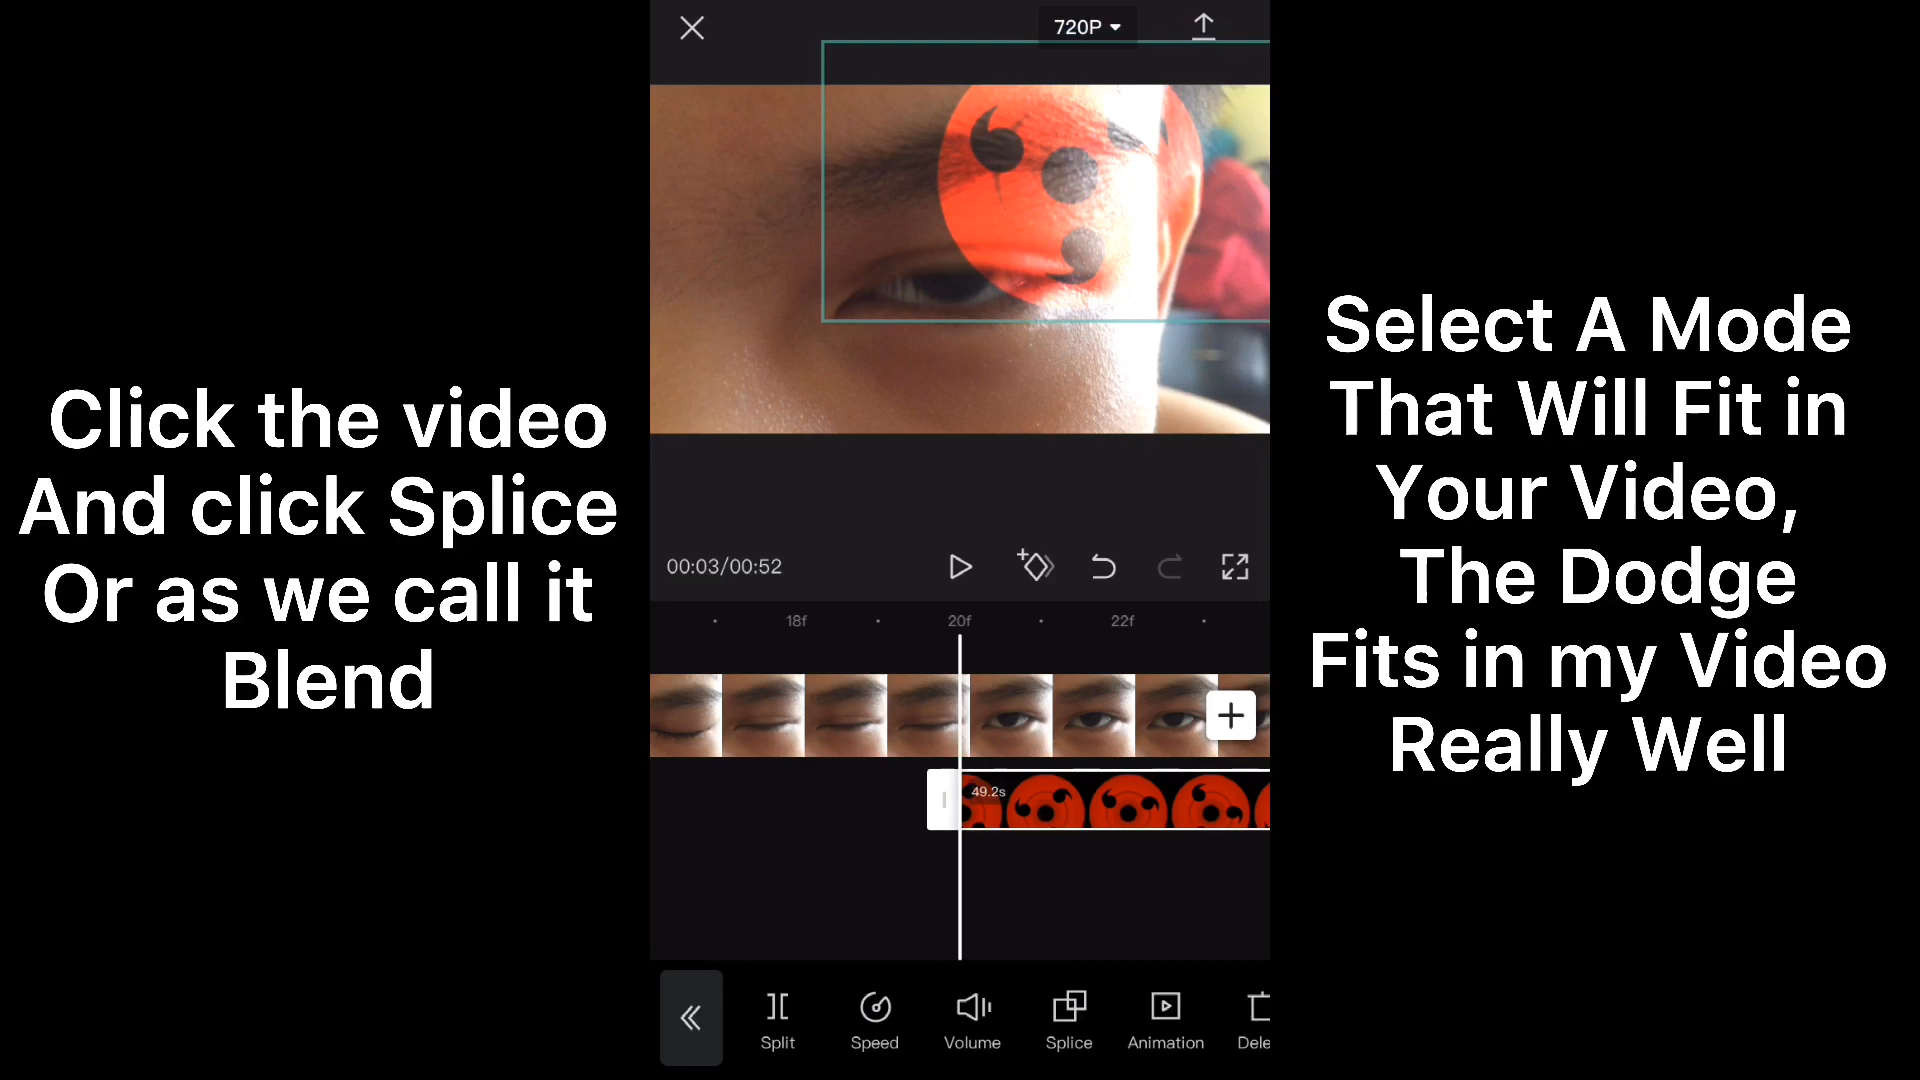 Click the video
And click Splice
Or as we call it
Blend
720P
00:03/00:52
18f
20f
22f
49.2s
Split
Speed
Volume
Splice
Animation
Dele
Select A Mode
That Will Fit in
Your Video,
The Dodge
Fits in my Video
Really Well